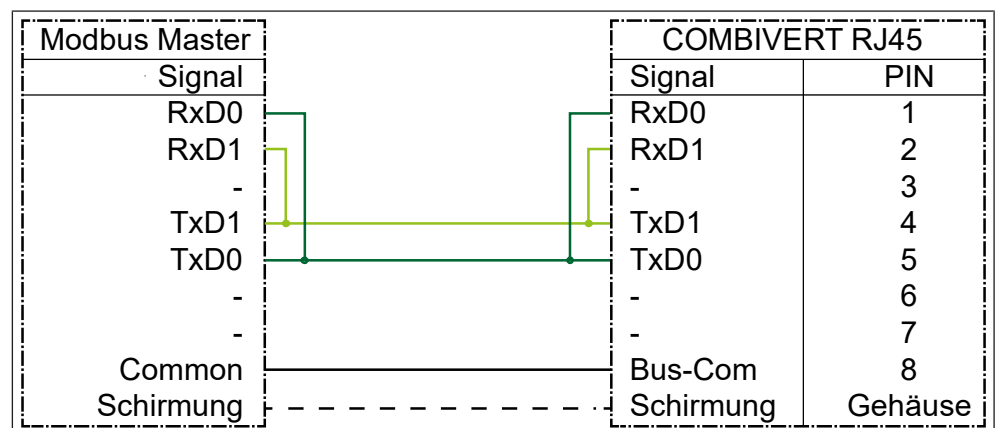 Modbus Master COMBIVERT RJ45
Signal Signal PIN
RxD0 RxD0 1
RxD1 RxD1 2
- - 3
TxD1 TxD1 4
TxD0 TxD0 5
- - 6
- - 7
Common Bus-Com 8
Schirmung Schirmung Gehäuse